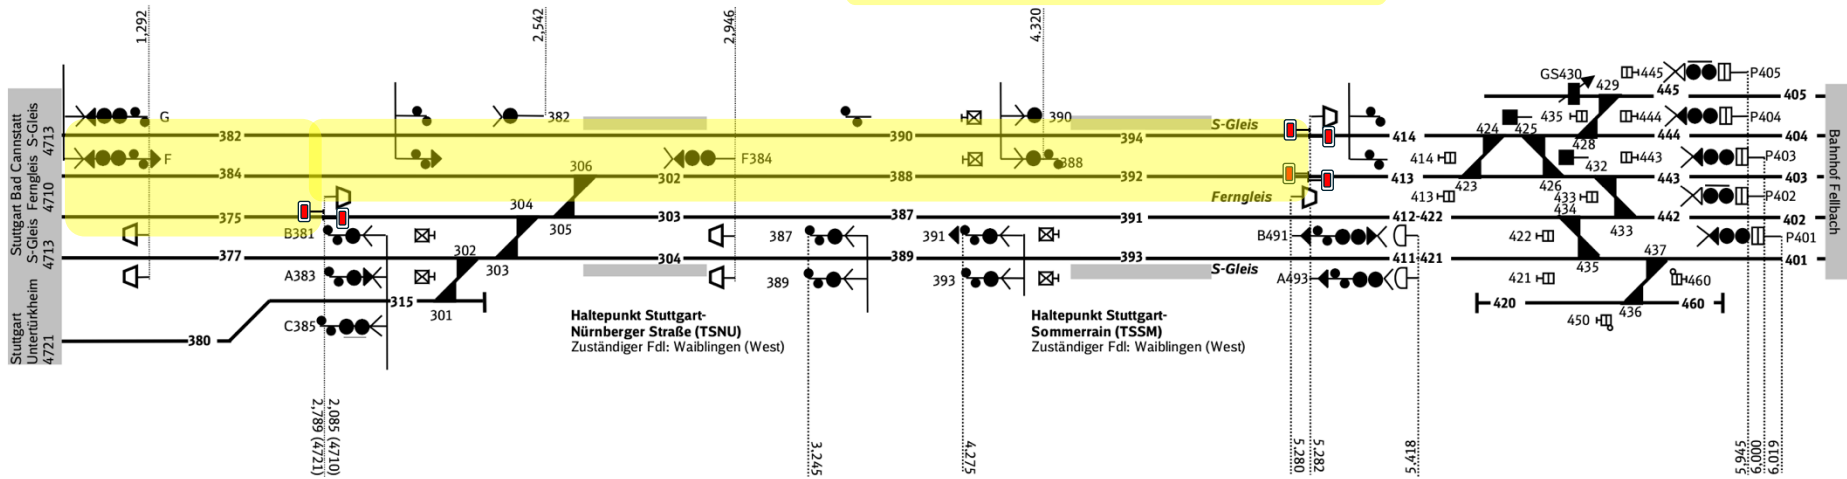 1,292
2,542
2,946
4,320
GS430
429
445
P405
G
382
390
S-Gleis
435
444
P404
445
405
382
390
394
414
424
425
428
444
404
F
306
F384
388
414
432
443
P403
384
302
388
392
413
423
426
443
403
304
Ferngleis
413
433
P402
375
303
387
391
412-422
434
442
402
B381
302
305
387
391
B491
422
433
437
P401
377
303
304
389
393
411-421
435
401
A383
389
393
S-Gleis
A493
421
460
315
301
420
436
460
C385
450
380
Stuttgart Bad Cannstatt
S-Gleis
4713
Ferngleis
4710
S-Gleis
4713
Stuttgart
Untertürkheim
4721
Bahnhof Fellbach
Haltepunkt Stuttgart-
Nürnberger Straße (TSNU)
Zuständiger Fdl: Waiblingen (West)
Haltepunkt Stuttgart-
Sommerrain (TSSM)
Zuständiger Fdl: Waiblingen (West)
2,789 (4721)
2,085 (4710)
3,245
4,275
5,280
5,282
5,418
5,945
6,000
6,019